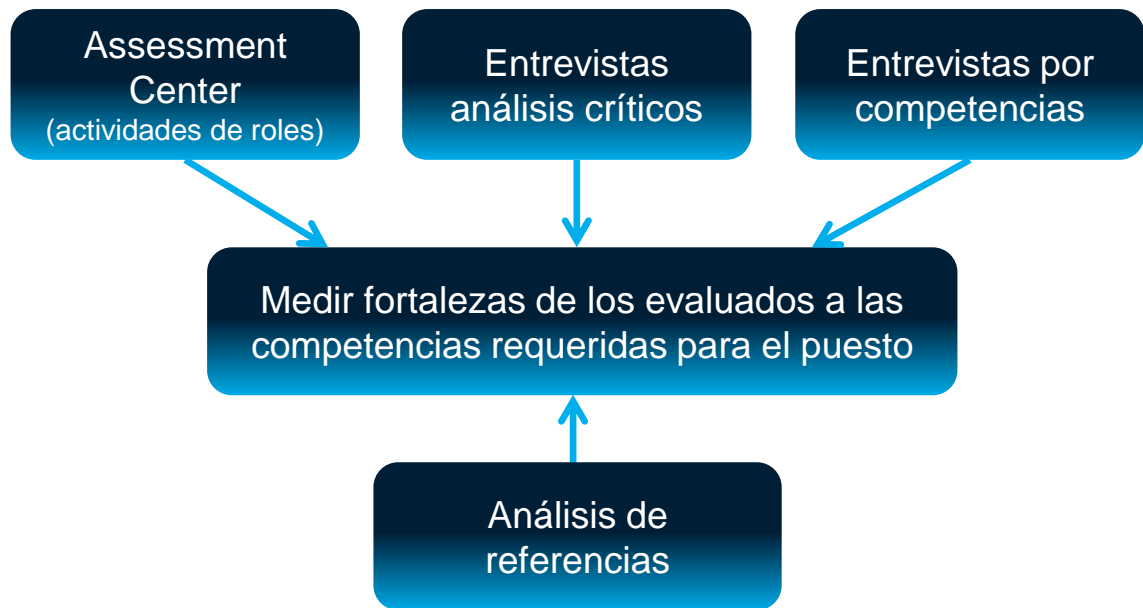 Assessment
Center
(actividades de roles)
Entrevistas
análisis críticos
Entrevistas por
competencias
Medir fortalezas de los evaluados a las
competencias requeridas para el puesto
Análisis de
referencias